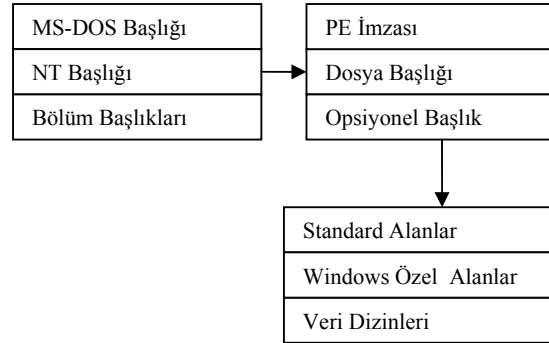 MS-DOS Başlığı
NT Başlığı
Bölüm Başlıkları
PE İmzası
Dosya Başlığı
Opsiyonel Başlık
Standard Alanlar
Windows Özel Alanlar
Veri Dizinleri